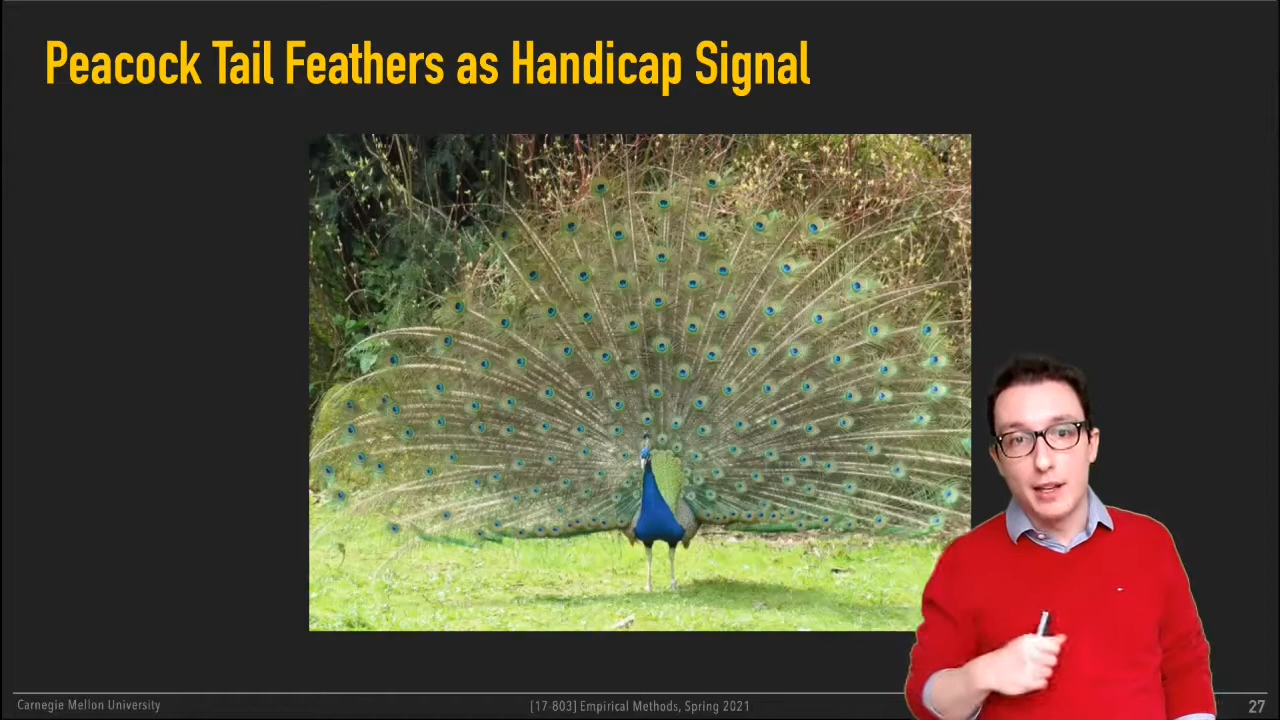 Peacock Tail Feathers as Handicap Signal
Carnegie Mellon University
[17-803] Empirical Methods, Spring 2021
27